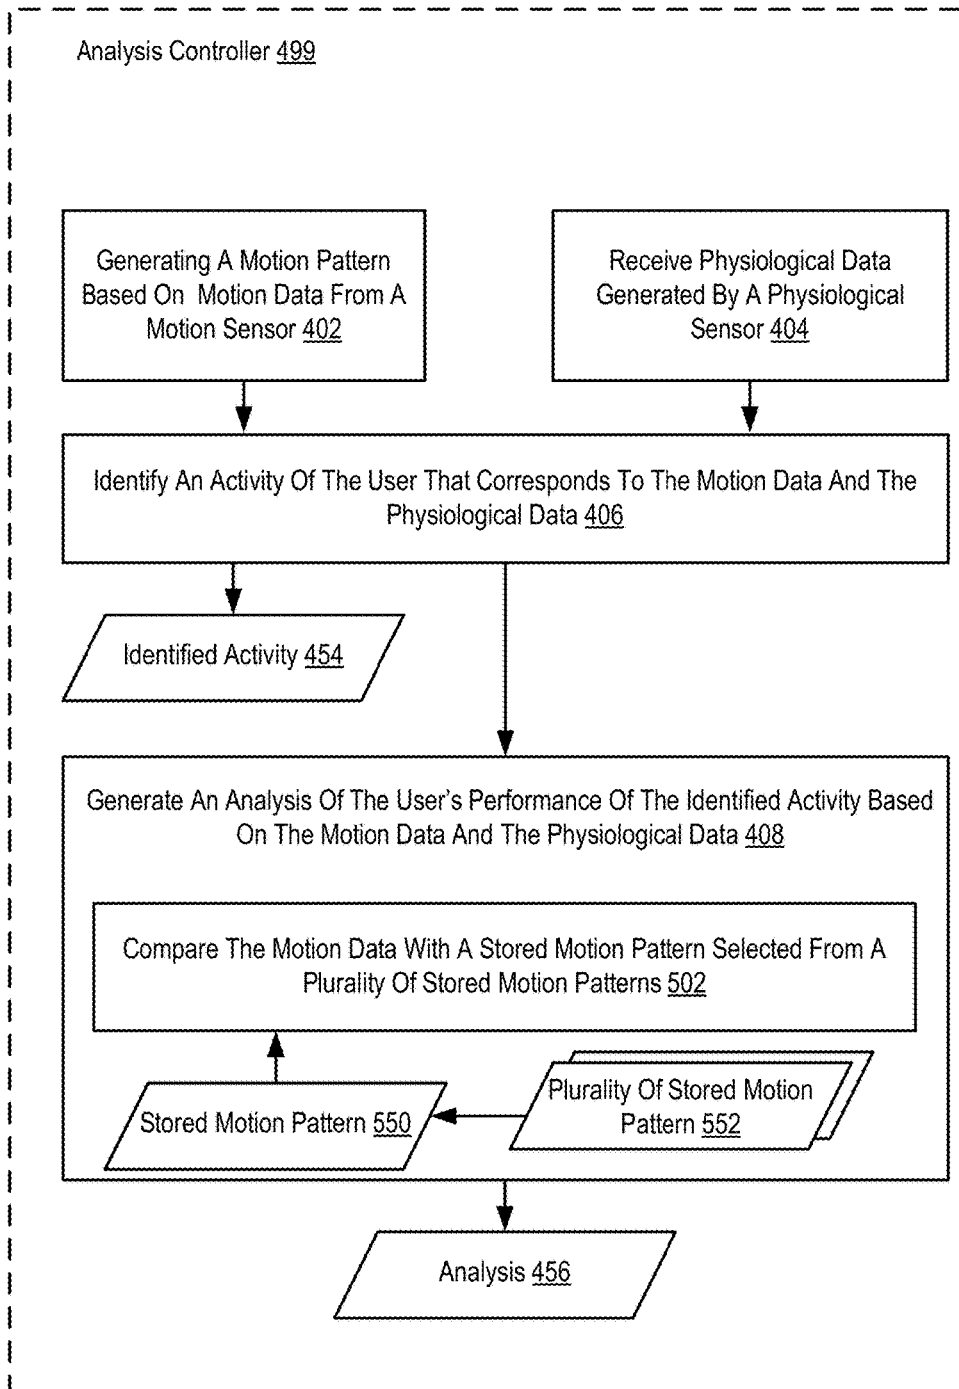 Analysis Controller 499
Generating A Motion Pattern
Based On Motion Data From A
Motion Sensor 402
Receive Physiological Data
Generated By A Physiological
Sensor 404
Identify An Activity Of The User That Corresponds To The Motion Data And The
Physiological Data 406
Identified Activity 454
Generate An Analysis Of The User's Performance Of The Identified Activity Based
On The Motion Data And The Physiological Data 408
Compare The Motion Data With A Stored Motion Pattern Selected From A
Plurality Of Stored Motion Patterns 502
Stored Motion Pattern 550
Plurality Of Stored Motion
Pattern 552
Analysis 456